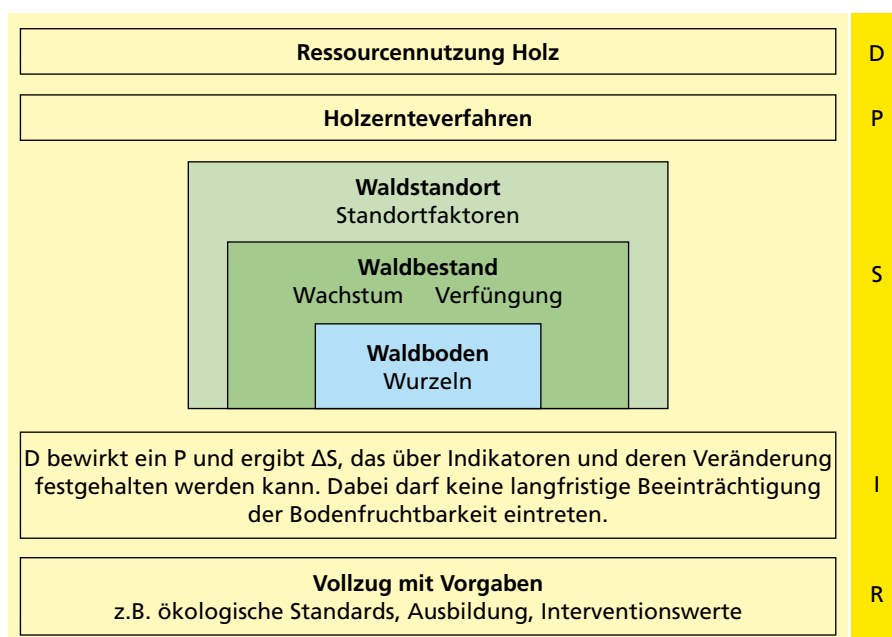 Ressourcennutzung Holz
D
Holzernteverfahren
P
Waldstandort
Standortfaktoren
Waldbestand
Wachstum Verfüngung
Waldboden
Wurzeln
S
D bewirkt ein P und ergibt ΔS, das über Indikatoren und deren Veränderung
festgehalten werden kann. Dabei darf keine langfristige Beeinträchtigung
der Bodenfruchtbarkeit eintreten.
I
Vollzug mit Vorgaben
z.B. ökologische Standards, Ausbildung, Interventionswerte
R